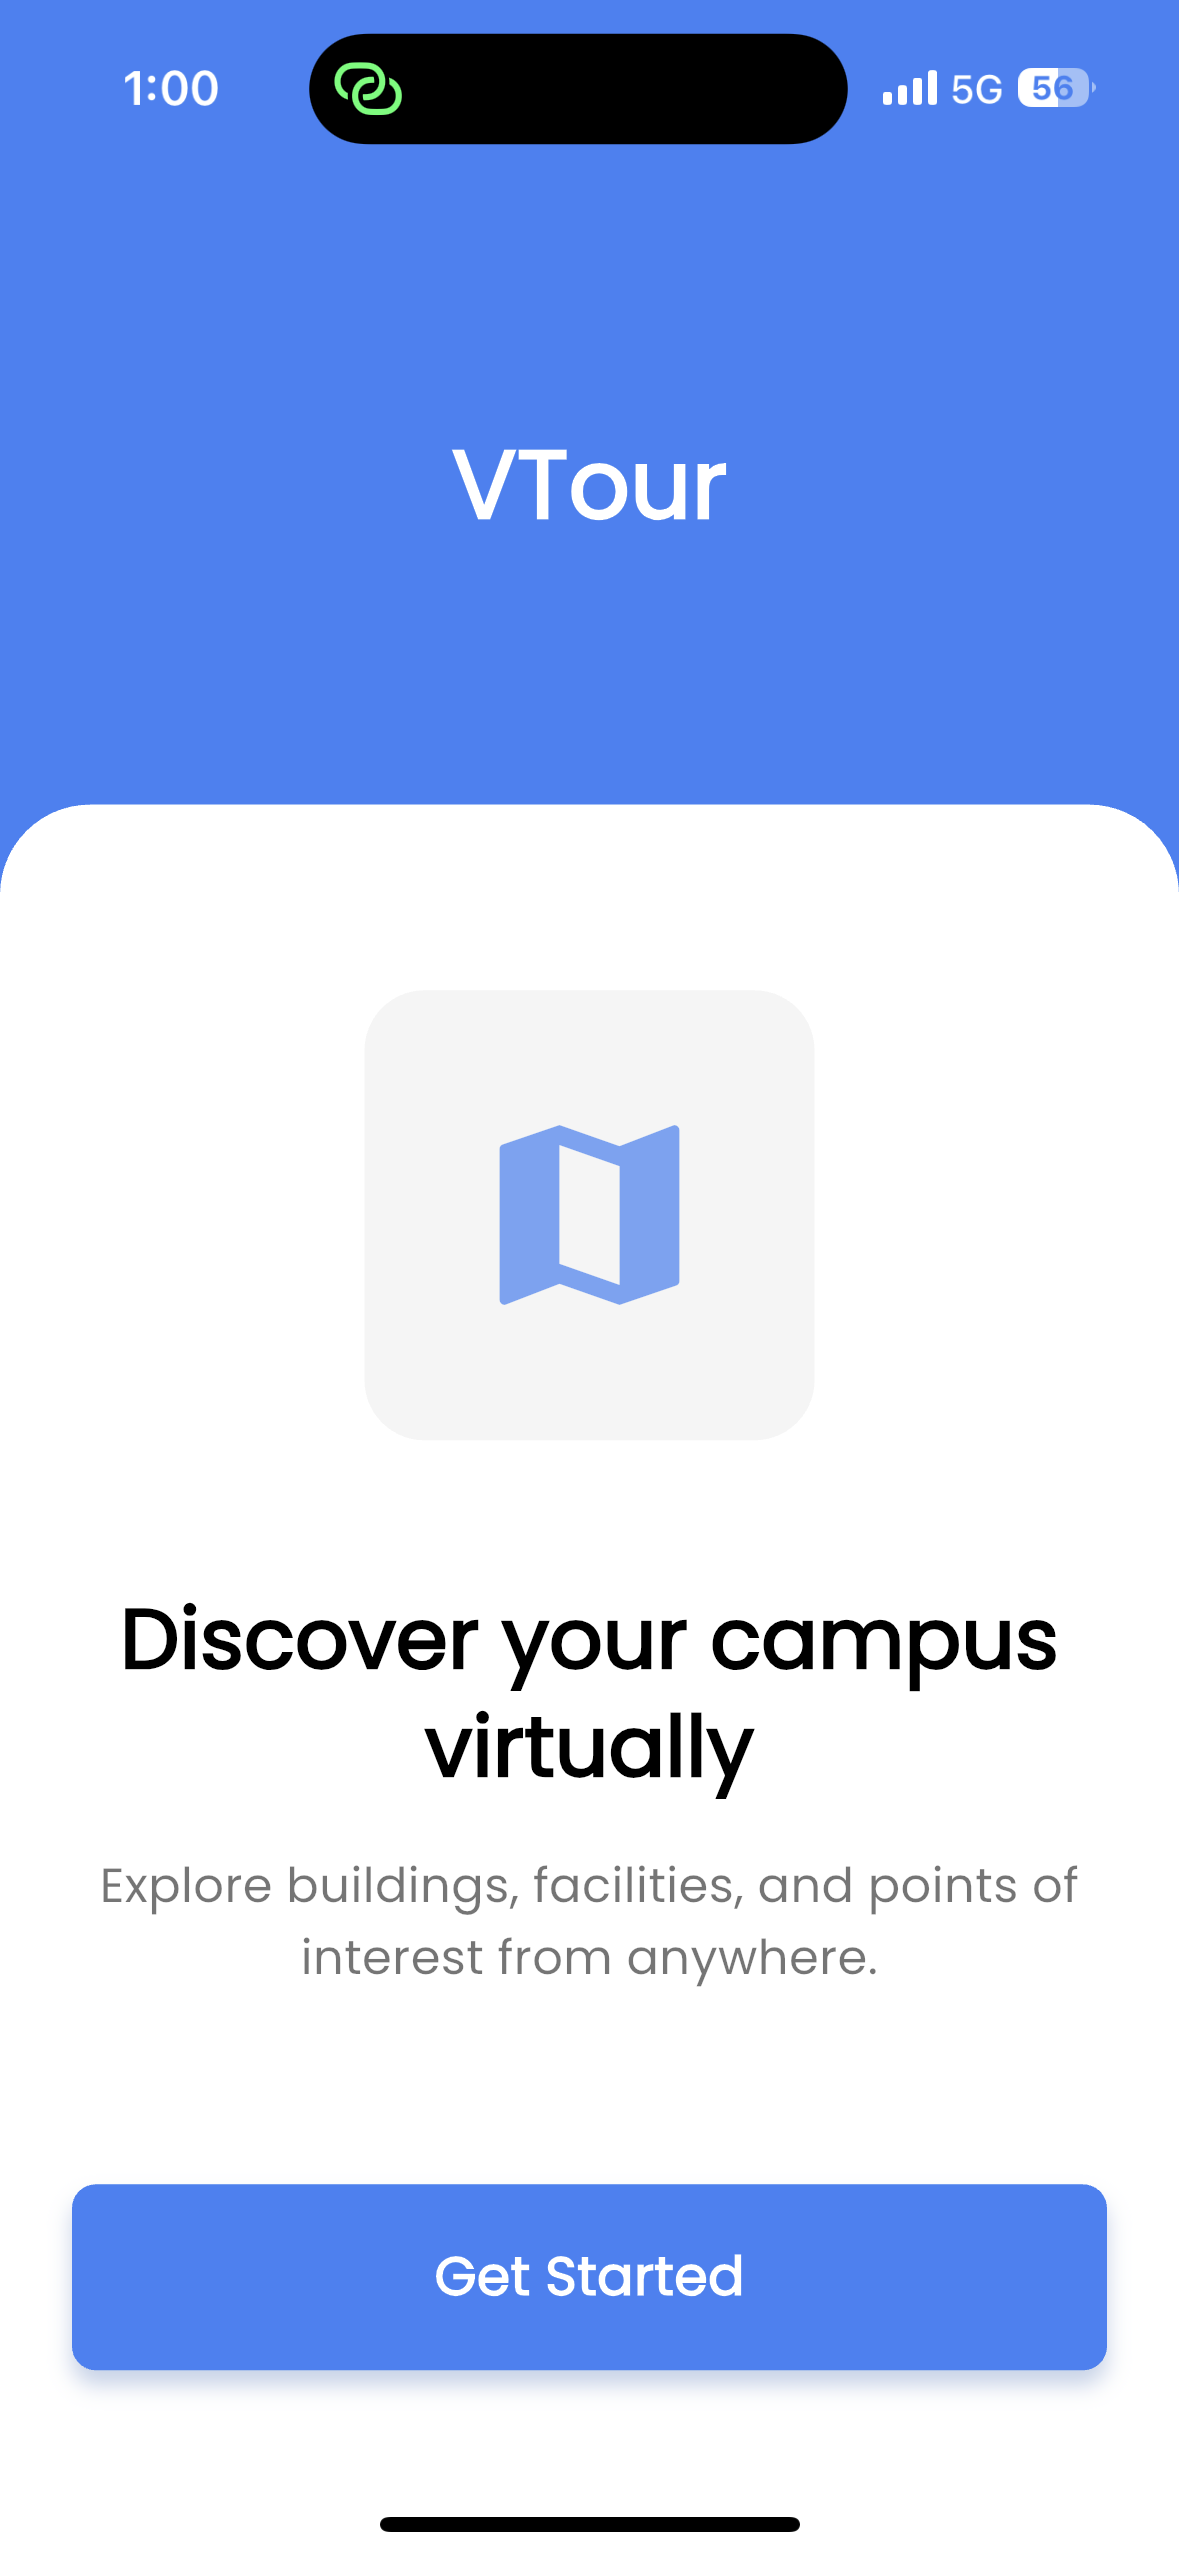 1:00
5G
56
VTour
Discover your campus
virtually
Explore buildings, facilities, and points of
interest from anywhere.
Get Started